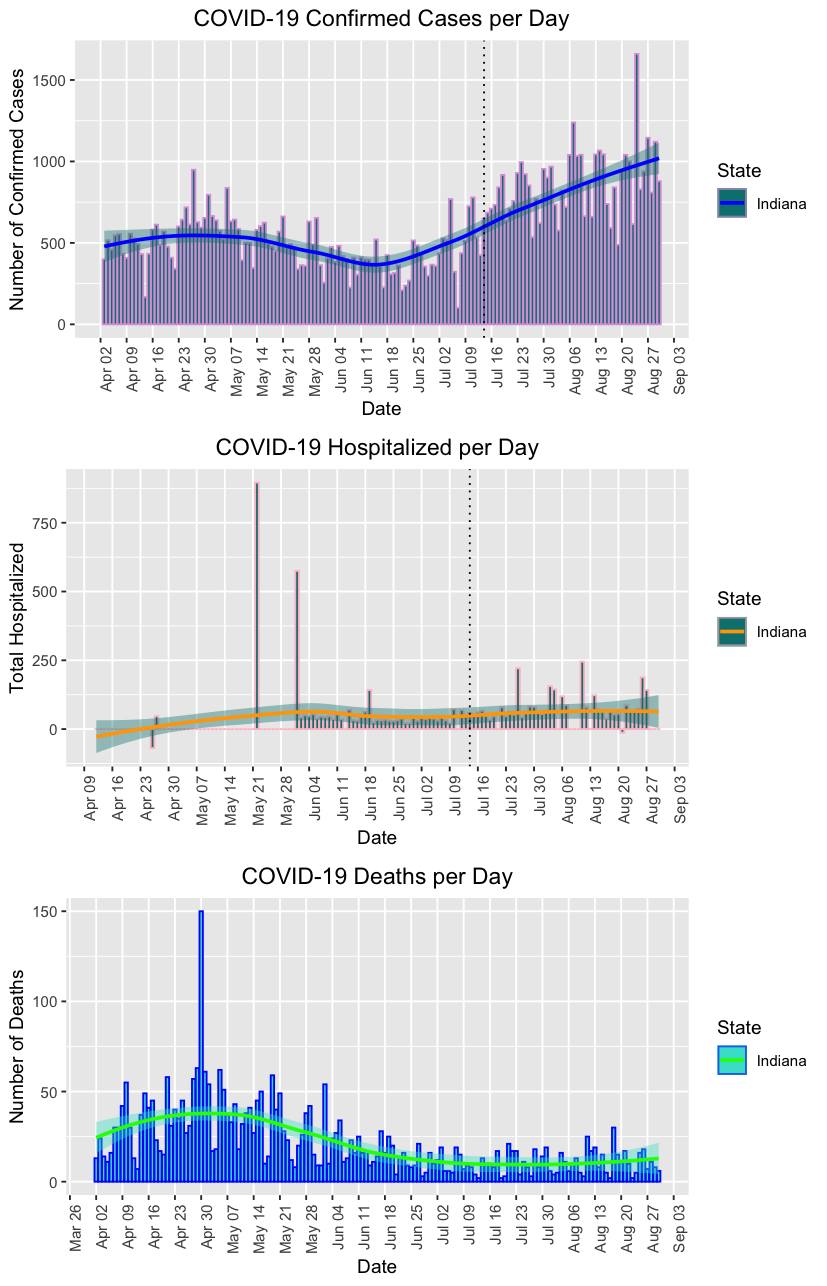 COVID-19 Confirmed Cases per Day
Number of Confirmed Cases
1500
1000
500
0
Apr 02
Apr 09
Apr 16
Apr 23
Apr 30
May 07
May 14
May 21
May 28
Jun 04
Jun 11
Jun 18
Jun 25
Jul 02
Jul 09
Jul 16
Jul 23
Jul 30
Aug 06
Aug 13
Aug 20
Aug 27
Sep 03
Date
State
Indiana
COVID-19 Hospitalized per Day
Total Hospitalized
750
500
250
0
Apr 09
Apr 16
Apr 23
Apr 30
May 07
May 14
May 21
May 28
Jun 04
Jun 11
Jun 18
Jun 25
Jul 02
Jul 09
Jul 16
Jul 23
Jul 30
Aug 06
Aug 13
Aug 20
Aug 27
Sep 03
Date
State
Indiana
COVID-19 Deaths per Day
Number of Deaths
150
100
50
0
Mar 26
Apr 02
Apr 09
Apr 16
Apr 23
Apr 30
May 07
May 14
May 21
May 28
Jun 04
Jun 11
Jun 18
Jun 25
Jul 02
Jul 09
Jul 16
Jul 23
Jul 30
Aug 06
Aug 13
Aug 20
Aug 27
Sep 03
Date
State
Indiana